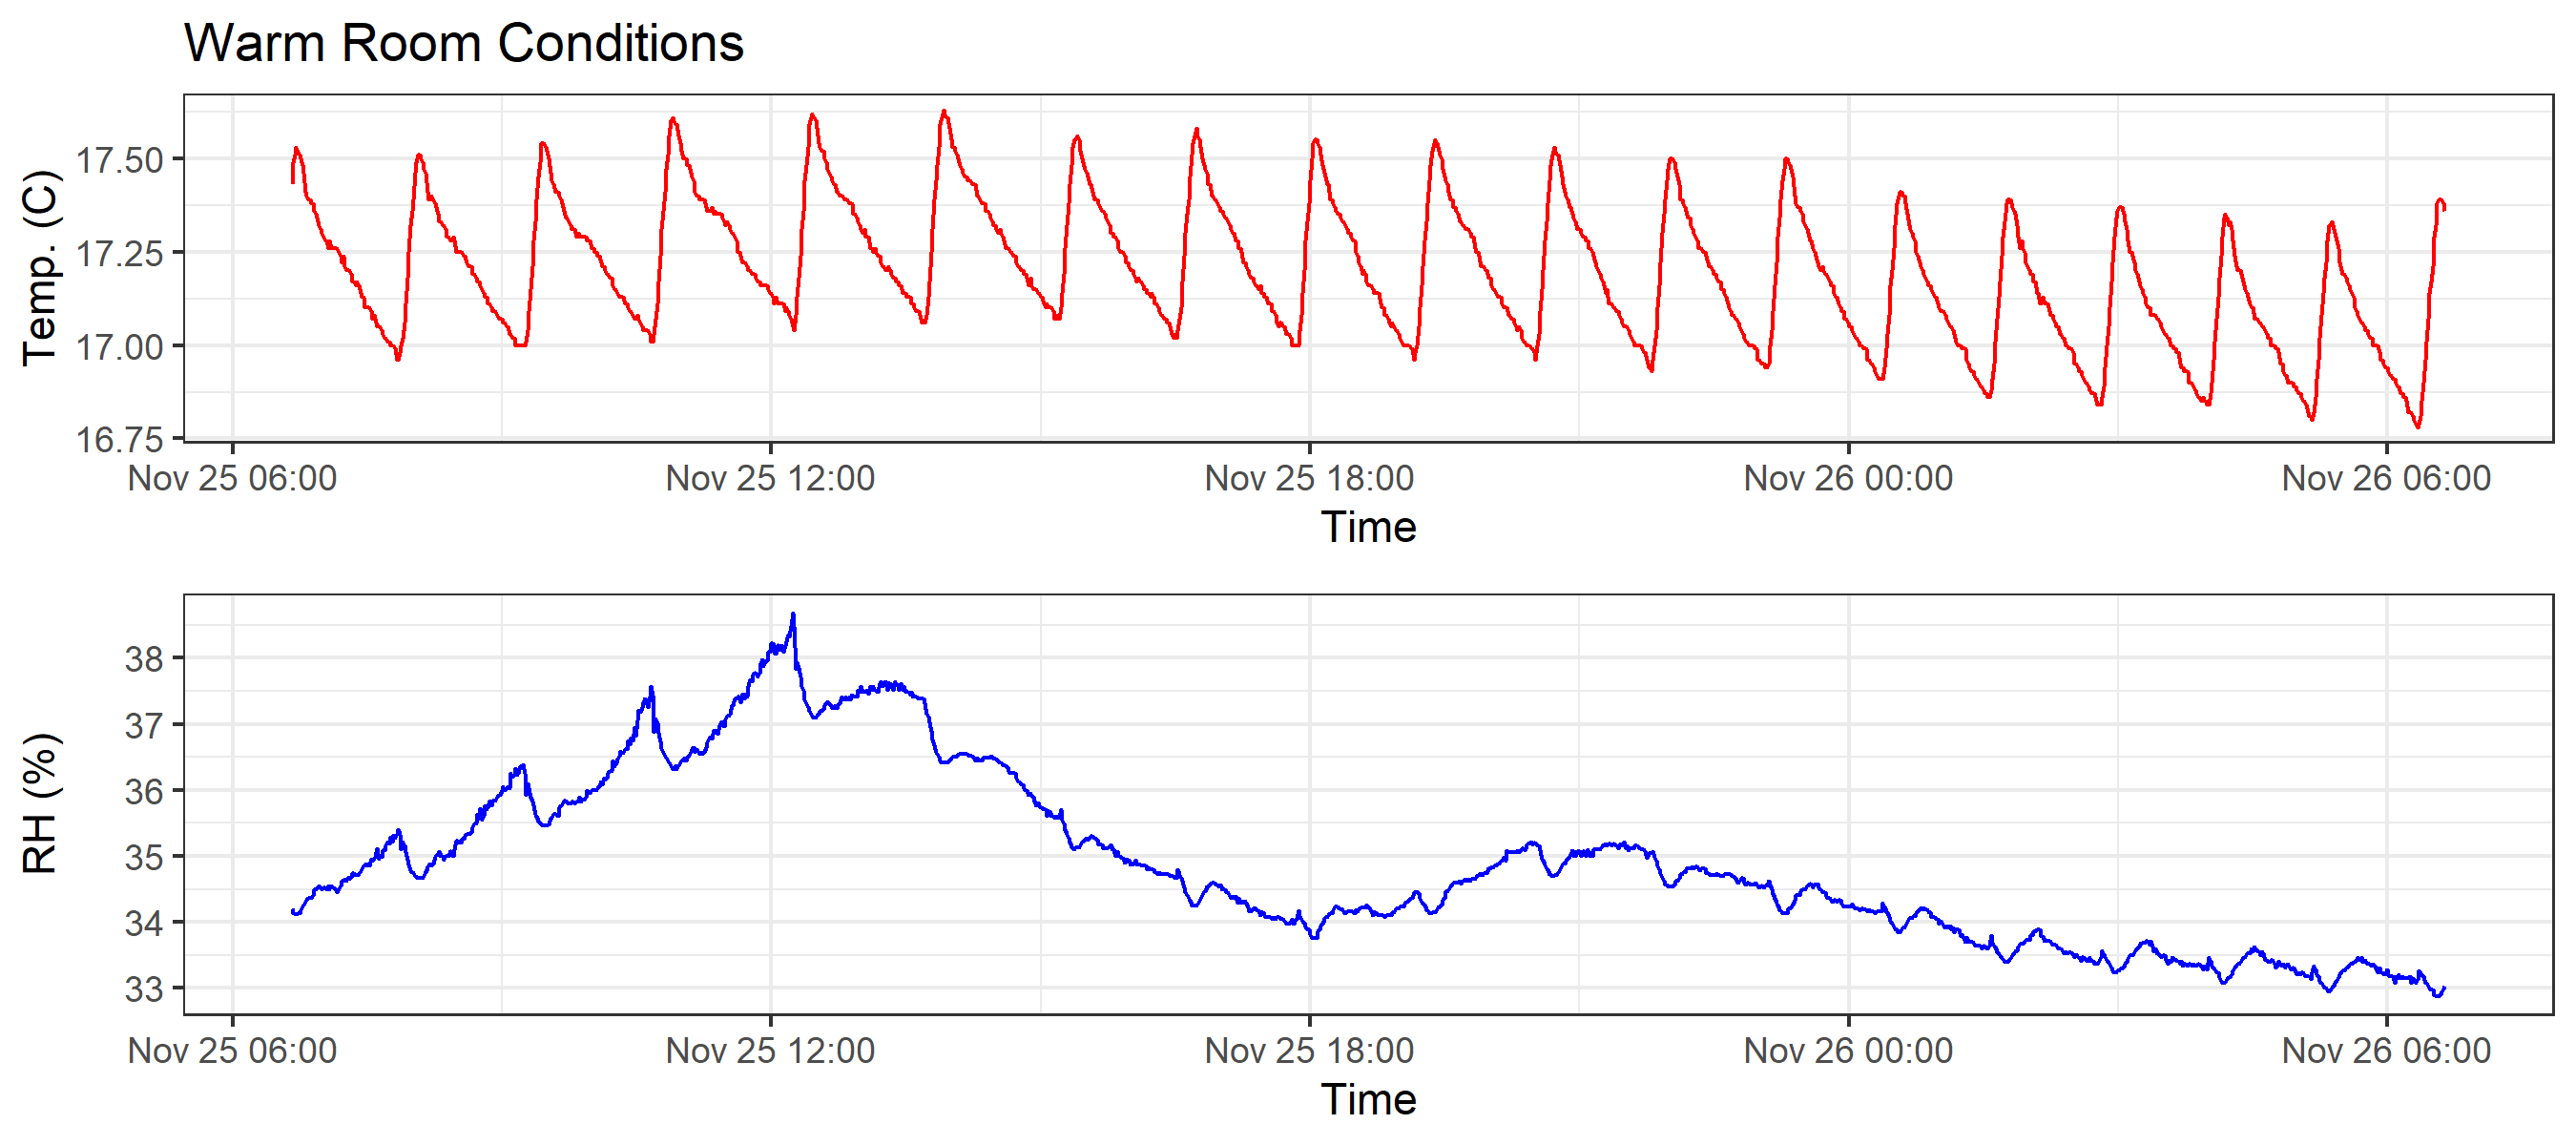 Warm Room Conditions
Temp. (C)
17.50
17.25
17.00
16.75
Nov 25 06:00 Nov 25 12:00 Nov 25 18:00 Nov 26 00:00 Nov 26 06:00
Time
RH (%)
38
37
36
35
34
33
Nov 25 06:00 Nov 25 12:00 Nov 25 18:00 Nov 26 00:00 Nov 26 06:00
Time